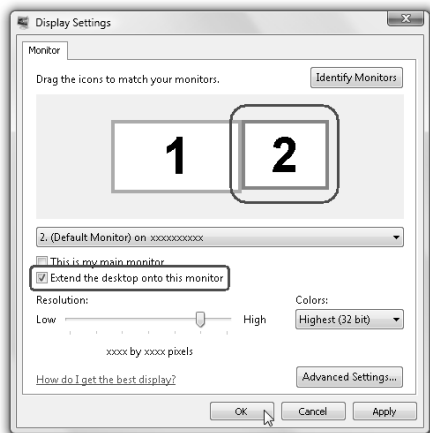 Display Settings
Monitor
Drag the icons to match your monitors.
Identify Monitors
1
2
2. (Default Monitor) on xxxxxxxxxx
This is my main monitor
Extend the desktop onto this monitor
Resolution:
Colors:
Low
High
Highest (32 bit)
xxxx by xxxx pixels
How do I get the best display?
Advanced Settings...
OK
Cancel
Apply